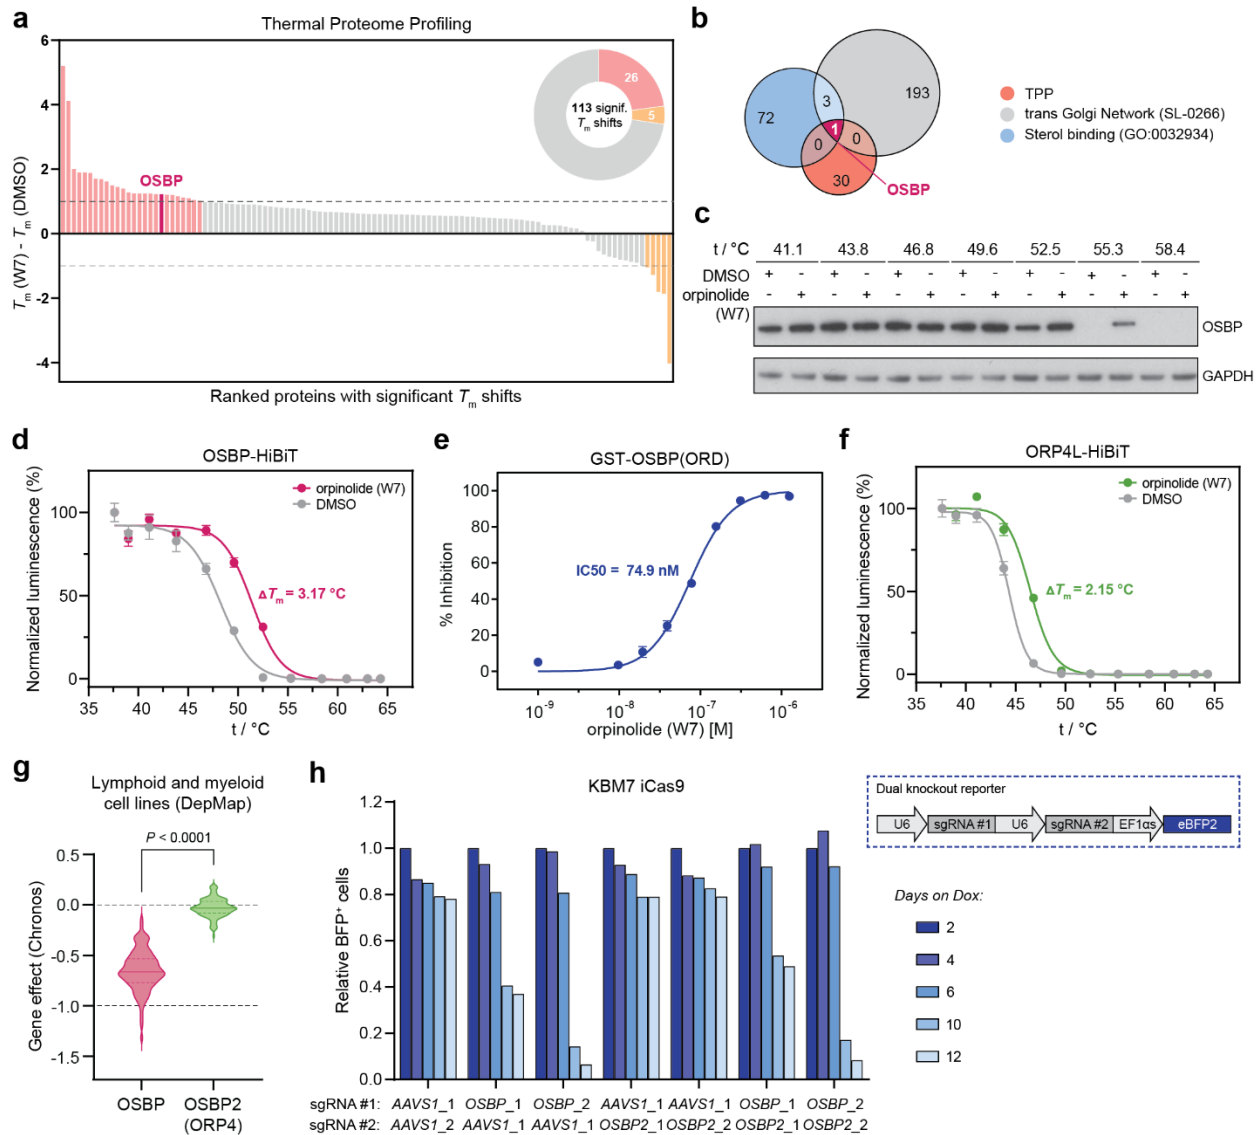 a
Thermal Proteome Profiling
Tm (W7) - Tm (DMSO)
6
4
2
0
-2
-4
OSBP
26
5
113 signif.
Tm shifts
Ranked proteins with significant Tm shifts
b
72
3
193
1
0
0
30
OSBP
TPP
trans Golgi Network (SL-0266)
Sterol binding (GO:0032934)
c
t / °C 41.1 43.8 46.8 49.6 52.5 55.3 58.4
DMSO + - + - + - + - + - + - + -
orpinolide (W7) - + - + - + - + - + - + - +
OSBP
GAPDH
d
OSBP-HiBiT
Normalized luminescence (%)
100
50
0
orpinolide (W7)
DMSO
ΔTm = 3.17 °C
35 40 45 50 55 60 65
t / °C
e
GST-OSBP(ORD)
% Inhibition
100
80
60
40
20
0
IC50 = 74.9 nM
10-9 10-8 10-7 10-6
orpinolide (W7) [M]
f
ORP4L-HiBiT
Normalized luminescence (%)
100
50
0
orpinolide (W7)
DMSO
ΔTm = 2.15 °C
35 40 45 50 55 60 65
t / °C
g
Lymphoid and myeloid
cell lines (DepMap)
P < 0.0001
Gene effect (Chronos)
0.5
0.0
-0.5
-1.0
-1.5
OSBP
OSBP2
(ORP4)
h
KBM7 iCas9
Relative BFP+ cells
1.2
1.0
0.8
0.6
0.4
0.2
0.0
sgRNA #1: AAVS1_1 OSBP_1 OSBP_2 AAVS1_1 AAVS1_1 OSBP_1 OSBP_2
sgRNA #2: AAVS1_2 AAVS1_1 AAVS1_1 OSBP2_1 OSBP2_2 OSBP2_1 OSBP2_2
Dual knockout reporter
U6 sgRNA #1 U6 sgRNA #2 EF1αs eBFP2
Days on Dox:
2
4
6
10
12